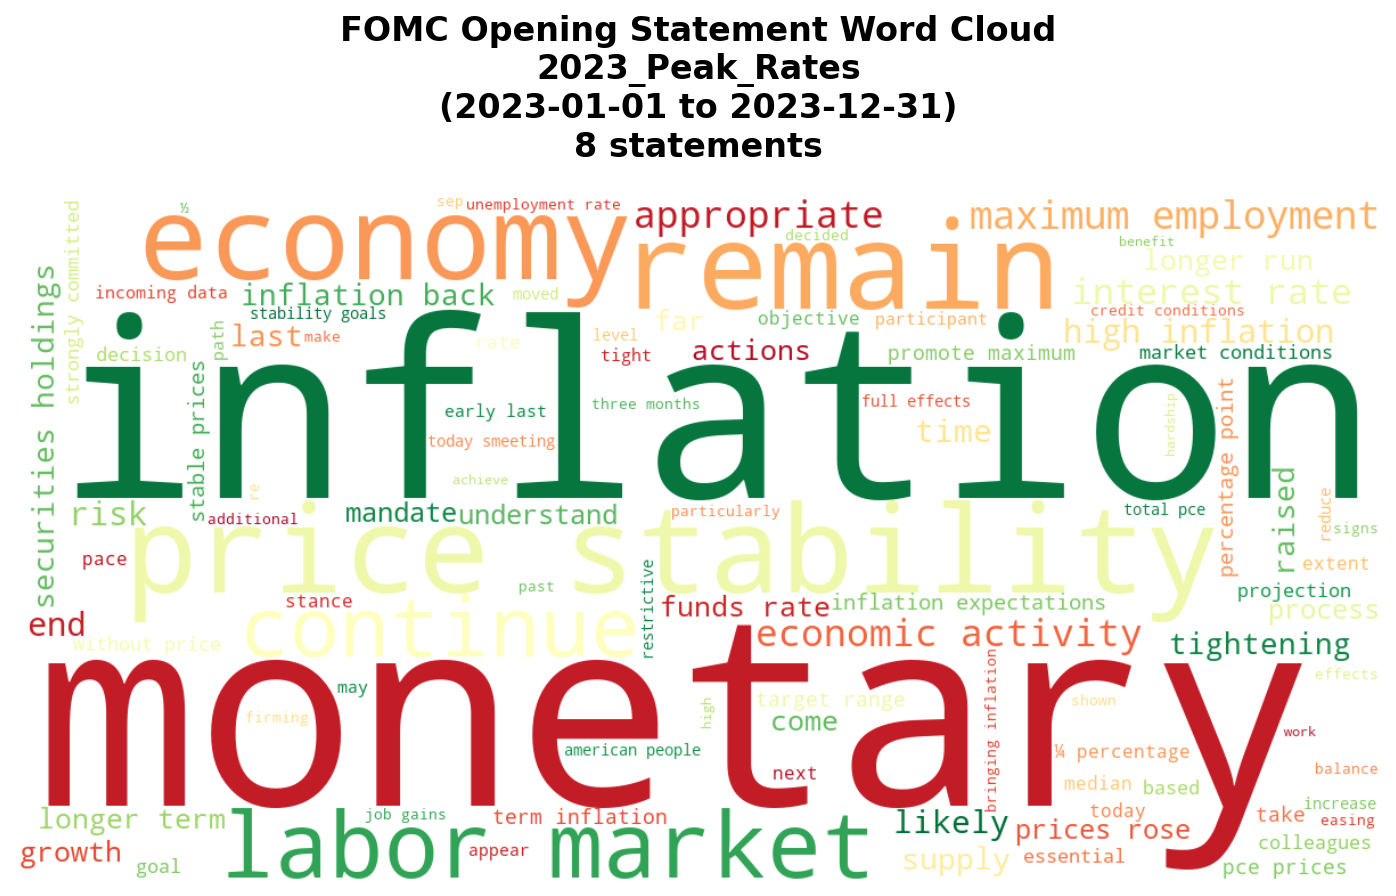 FOMC Opening Statement Word Cloud
2023_Peak_Rates
(2023-01-01 to 2023-12-31)
8 statements
½
sep
unemployment rate
strongly committed
economy
appropriate
remain
decided
maximum employment
benefit
longer run
securities holdings
incoming data
inflation back
moved
interest rate
stability goals
credit conditions
path
last
make
rate
level
far
objective
participant
high inflation
decision
tight
actions
promote maximum
market conditions
inflation
stable prices
early last
three months
full effects
time
hardship
percentage point
today smeeting
achieve
re
risk
additional
mandate
understand
particularly
total pce
raised
reduce
signs
price stability
pace
extent
past
restrictive
stance
continue
funds rate
inflation expectations
projection
process
end
without price
economic activity
tightening
monetary
may
firming
high
target range
come
bringing inflation
shown
effects
american people
work
¼ percentage
next
median
based
balance
longer term
labor market
job gains
term inflation
likely
today
prices rose
take
increase
easing
growth
goal
appear
supply
essential
colleagues
pce prices